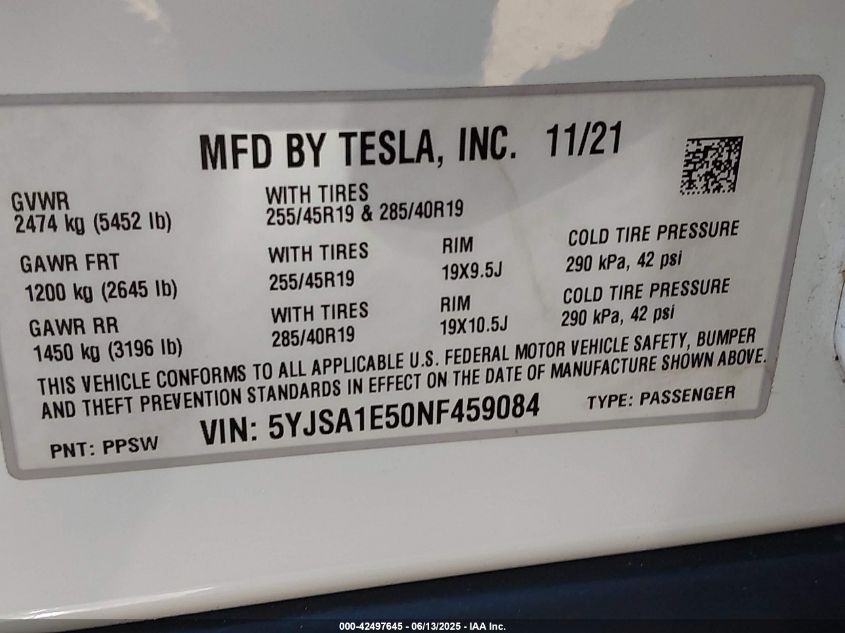 MFD BY TESLA, INC. 11/21
GVWR
2474 kg (5452 lb)
WITH TIRES
255/45R19 & 285/40R19
GAWR FRT
1200 kg (2645 lb)
WITH TIRES
255/45R19
RIM
19X9.5J
COLD TIRE PRESSURE
290 kPa, 42 psi
GAWR RR
1450 kg (3196 lb)
WITH TIRES
285/40R19
RIM
19X10.5J
COLD TIRE PRESSURE
290 kPa, 42 psi
THIS VEHICLE CONFORMS TO ALL APPLICABLE U.S. FEDERAL MOTOR VEHICLE SAFETY, BUMPER
AND THEFT PREVENTION STANDARDS IN EFFECT ON THE DATE OF MANUFACTURE SHOWN ABOVE.
PNT: PPSW VIN: 5YJSA1E50NF459084 TYPE: PASSENGER
000-42497645 - 06/13/2025 - IAA Inc.